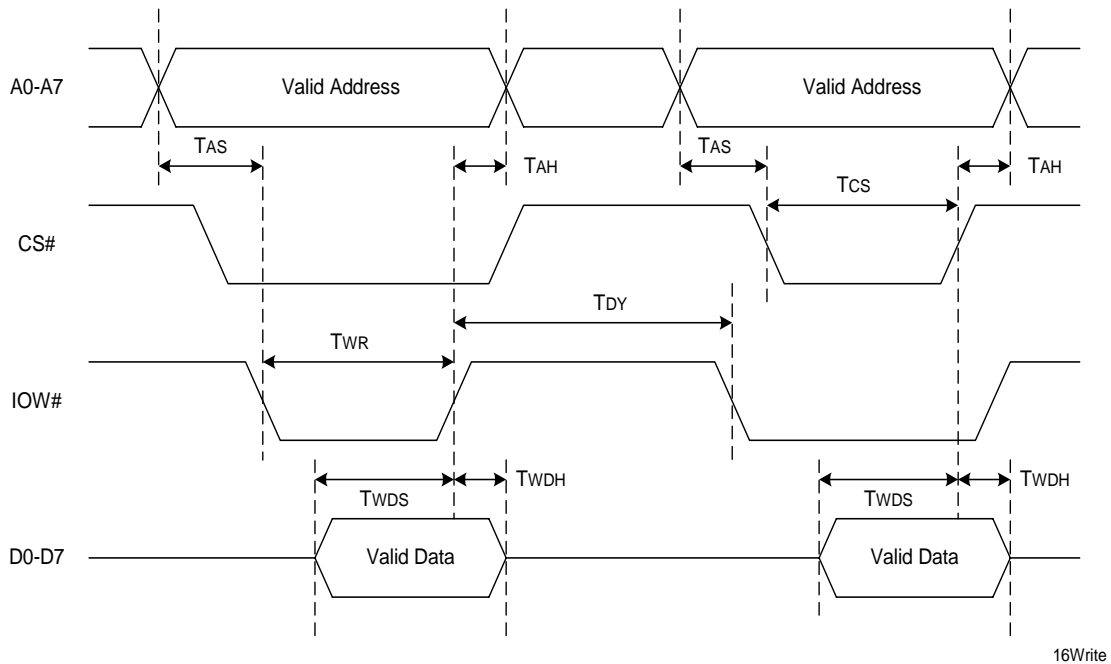 A0-A7
Valid Address
Valid Address
TAS
TAH
TAS
TAH
TCS
CS#
TDY
TWR
IOW#
TWDS
TWDH
TWDS
TWDH
D0-D7
Valid Data
Valid Data
16Write